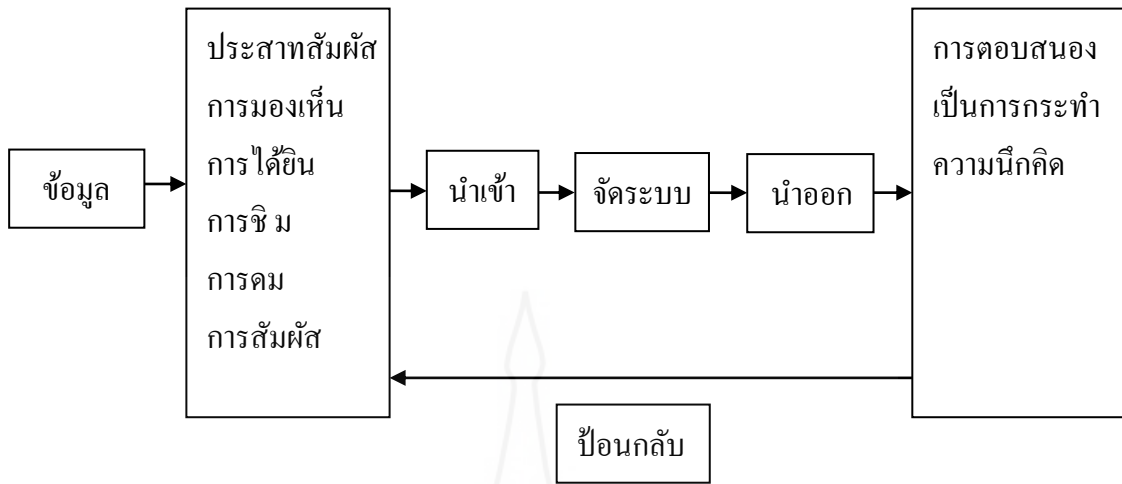 ข้อมูล
ประสาทสัมผัส
การมองเห็น
การได้ยิน
การชิ ม
การดม
การสัมผัส
นำเข้า
จัดระบบ
นำออก
การตอบสนอง
เป็นการกระทำ
ความนึกคิด
ป้อนกลับ